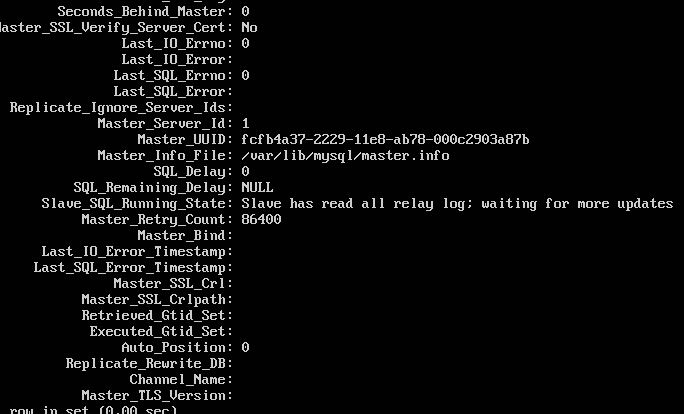 Seconds_Behind_Master: 0
aster_SSL_Verify_Server_Cert: No
Last_IO_Errno: 0
Last_IO_Error:
Last_SQL_Errno: 0
Last_SQL_Error:
Replicate_Ignore_Server_Ids:
Master_Server_Id: 1
Master_UUID: fcfb4a37-2229-11e8-ab78-000c2903a87b
Master_Info_File: /var/lib/mysql/master.info
SQL_Delay: 0
SQL_Remaining_Delay: NULL
Slave_SQL_Running_State: Slave has read all relay log; waiting for more updates
Master_Retry_Count: 86400
Master_Bind:
Last_IO_Error_Timestamp:
Last_SQL_Error_Timestamp:
Master_SSL_Crl:
Master_SSL_Crlpath:
Retrieved_Gtid_Set:
Executed_Gtid_Set:
Auto_Position: 0
Replicate_Rewrite_DB:
Channel_Name:
Master_TLS_Version:
row in set (0.00 sec)